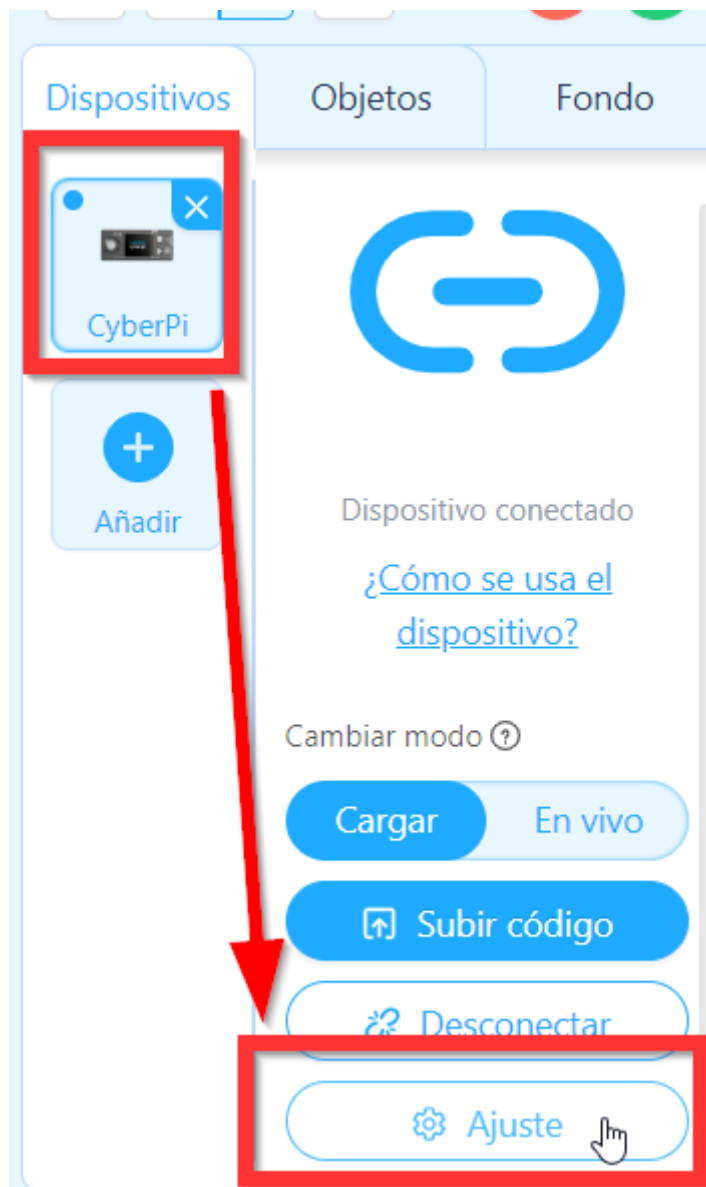 Dispositivos
Objetos
Fondo
CyberPi
Añadir
Dispositivo conectado
¿Cómo se usa el
dispositivo?
Cambiar modo
Cargar
En vivo
Subir código
Desconectar
Ajuste